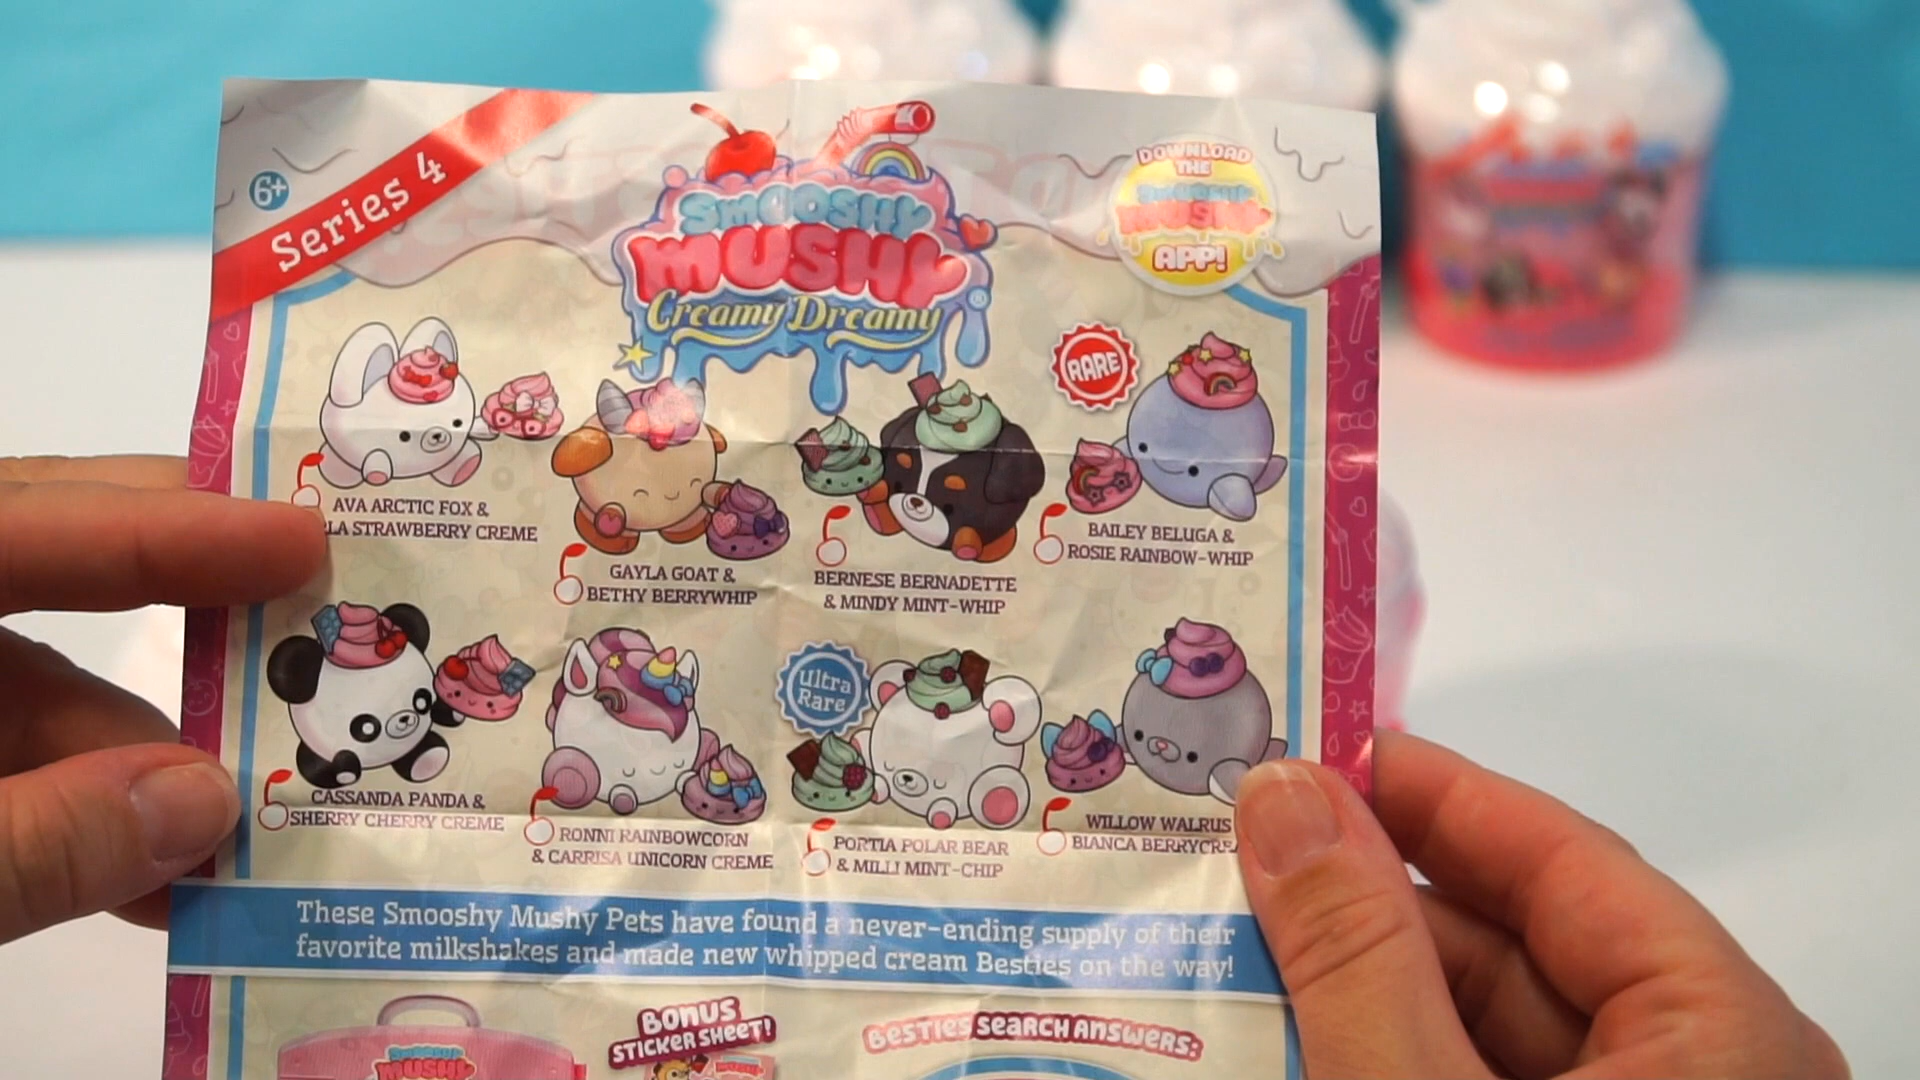 6+
Series 4
SMOOSHY
MUSHY
Creamy Dreamy
DOWNLOAD
THE
SMOOSHY
MUSHY
APP!
RARE
AVA ARCTIC FOX &
STRAWBERRY CREME
GAYLA GOAT &
BETHY BERRYWHIP
BERNESE BERNADETTE
& MINDY MINT-WHIP
BAILEY BELUGA &
ROSIE RAINBOW-WHIP
CASSANDA PANDA &
SHERRY CHERRY CREME
RONNI RAINBOWCORN
& CARRISA UNICORN CREME
Ultra
Rare
PORTIA POLAR BEAR
& MILLI MINT-CHIP
WILLOW WALRUS
BIANCA
These Smooshy Mushy Pets have found a never-ending supply of their
favorite milkshakes and made new whipped cream Besties on the way!
SMOOSHY
MUSHY
BONUS
STICKER SHEET!
BESTIES SEARCH ANSWERS: